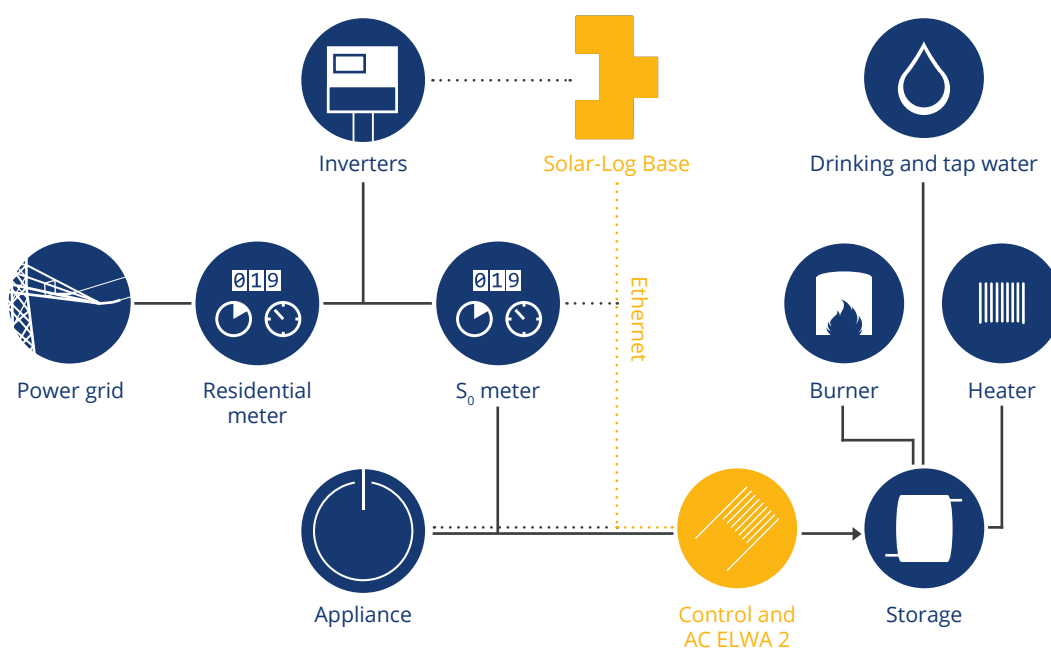 Inverters
Solar-Log Base
Drinking and tap water
019
019
Ethernet
Power grid
Residential
meter
S₀ meter
Burner
Heater
Appliance
Control and
AC ELWA 2
Storage